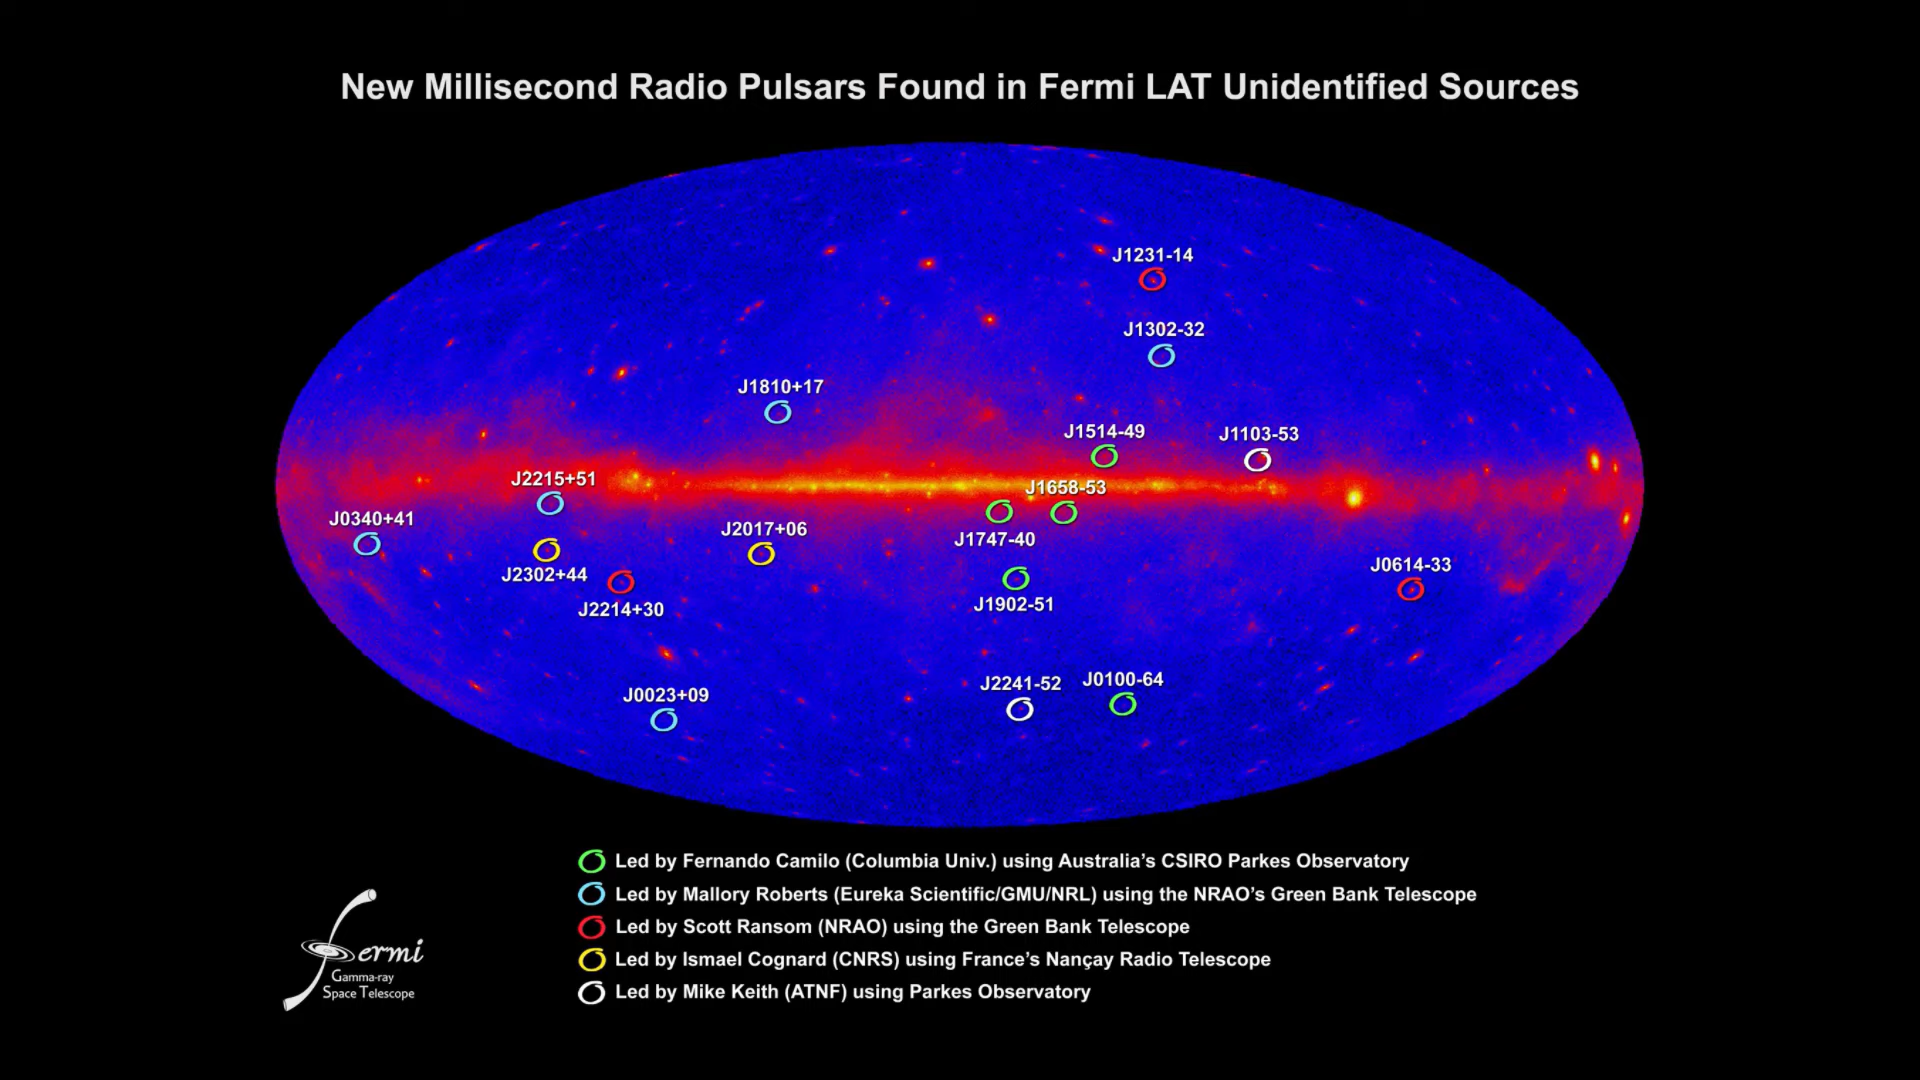 New Millisecond Radio Pulsars Found in Fermi LAT Unidentified Sources
J1231-14
J1302-32
J1810+17
J1514-49
J1103-53
J2215+51
J1658-53
J0340+41
J2017+06
J1747-40
J2302+44
J0614-33
J2214+30
J1902-51
J2241-52
J0100-64
J0023+09
Led by Fernando Camilo (Columbia Univ.) using Australia’s CSIRO Parkes Observatory
Led by Mallory Roberts (Eureka Scientific/GMU/NRL) using the NRAO’s Green Bank Telescope
Led by Scott Ransom (NRAO) using the Green Bank Telescope
Led by Ismael Cognard (CNRS) using France’s Nançay Radio Telescope
Led by Mike Keith (ATNF) using Parkes Observatory
Fermi
Gamma-ray
Space Telescope